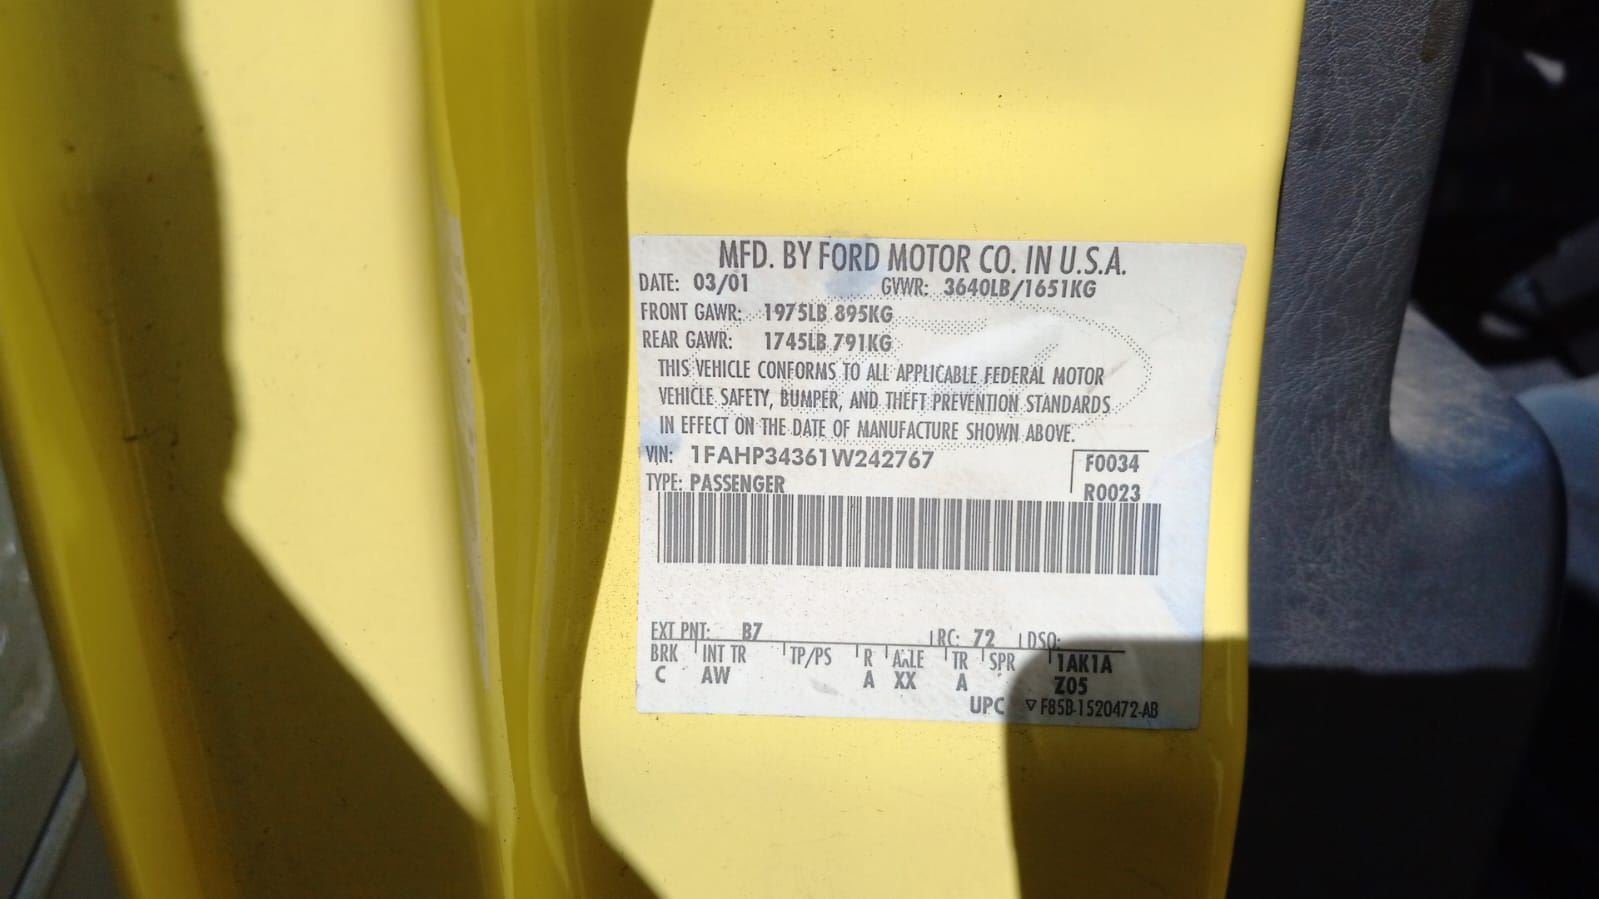 MFD. BY FORD MOTOR CO. IN U.S.A.
DATE: 03/01 GVWR: 3640LB/1651KG
FRONT GAWR: 1975LB 895KG
REAR GAWR: 1745LB 791KG
THIS VEHICLE CONFORMS TO ALL APPLICABLE FEDERAL MOTOR
VEHICLE SAFETY, BUMPER, AND THEFT PREVENTION STANDARDS
IN EFFECT ON THE DATE OF MANUFACTURE SHOWN ABOVE.
VIN: 1FAHP34361W242767 F0034
TYPE: PASSENGER R0023
EXT PNT: B7 RC: 72 DSO:
BRK INT TR TP/PS R AXLE TR SPR 1AK1A
C AW A XX A Z05
UPC ▽ F85B-1520472-AB